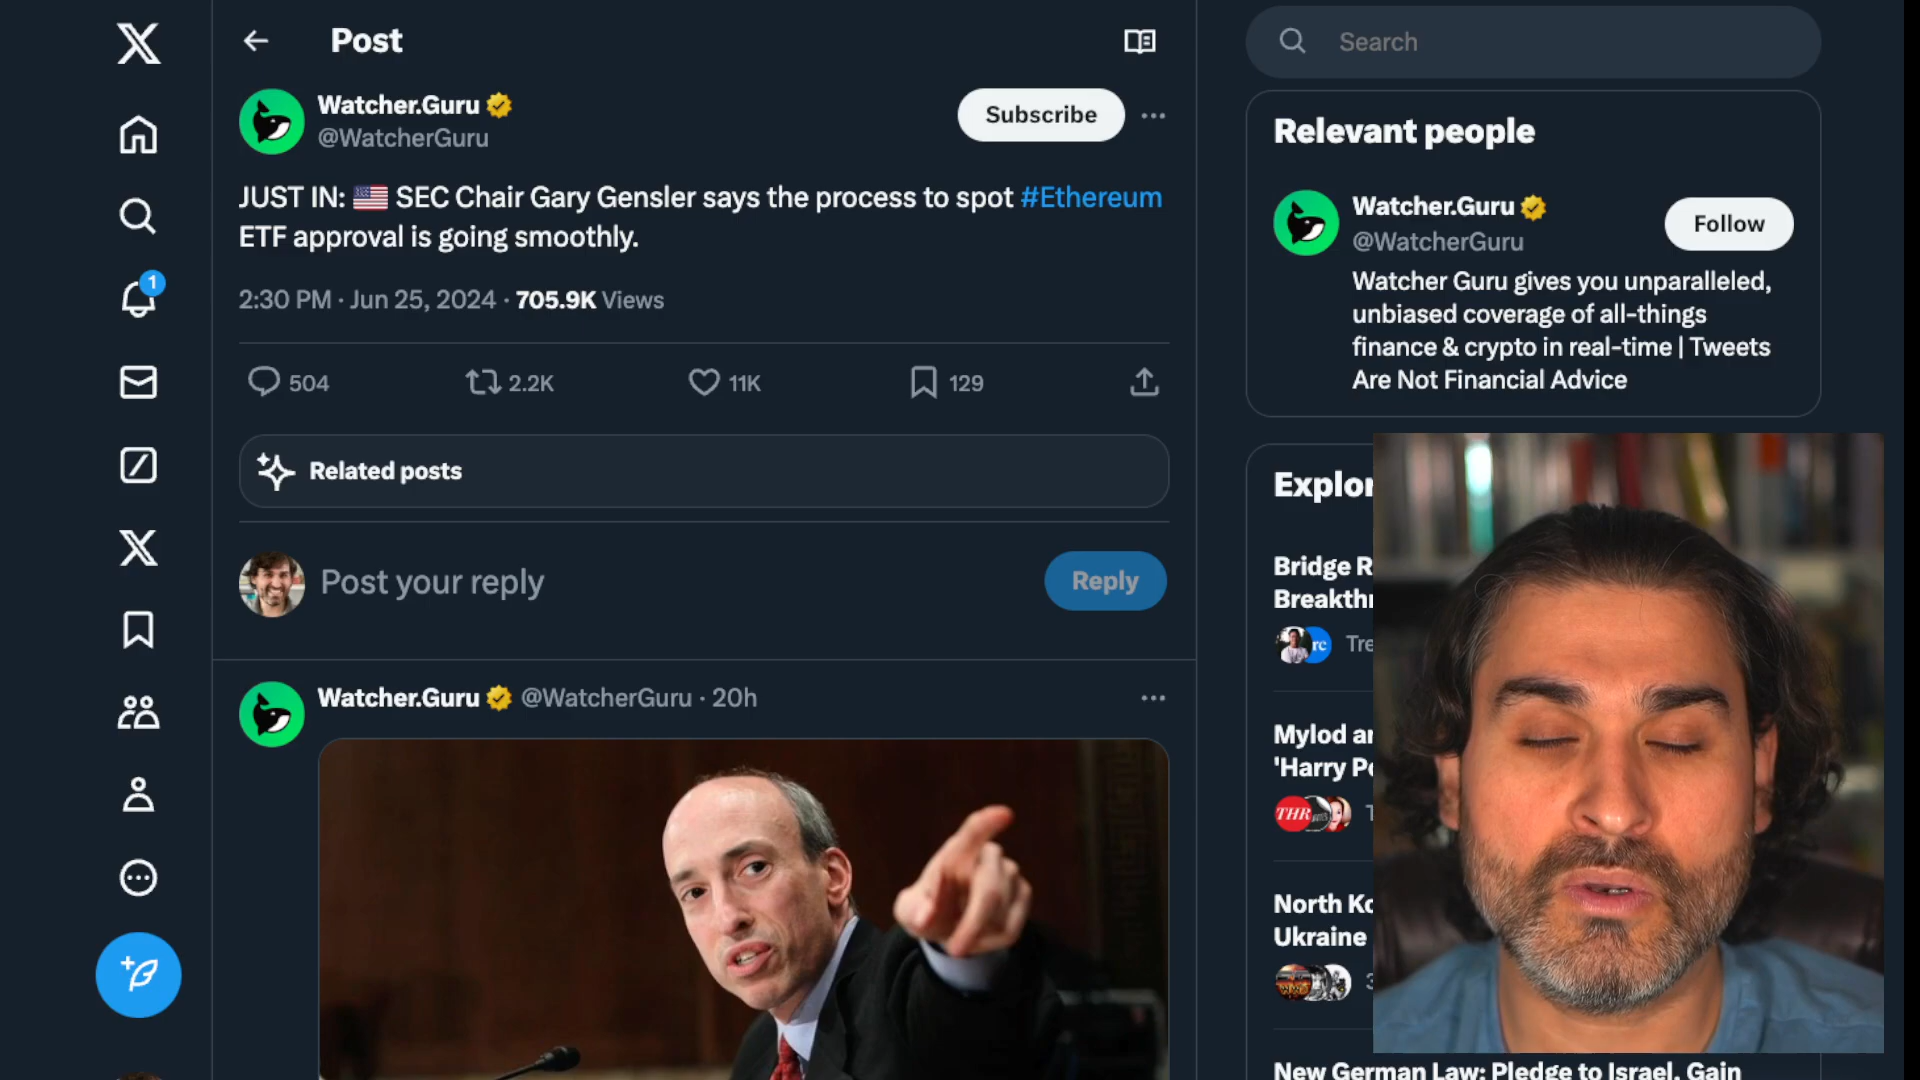 Post
Watcher.Guru
@WatcherGuru
Subscribe
JUST IN: 🇺🇸 SEC Chair Gary Gensler says the process to spot #Ethereum
ETF approval is going smoothly.
2:30 PM · Jun 25, 2024 · 705.9K Views
504 2.2K 11K 129
Related posts
Post your reply
Reply
Watcher.Guru @WatcherGuru · 20h
1
Search
Relevant people
Watcher.Guru
@WatcherGuru
Follow
Watcher Guru gives you unparalleled,
unbiased coverage of all-things
finance & crypto in real-time | Tweets
Are Not Financial Advice
Explor
Bridge R
Breakthr
rc
Tre
Mylod ar
'Harry Po
THR
North Ko
Ukraine
3
New German Law: Pledge to Israel, Gain